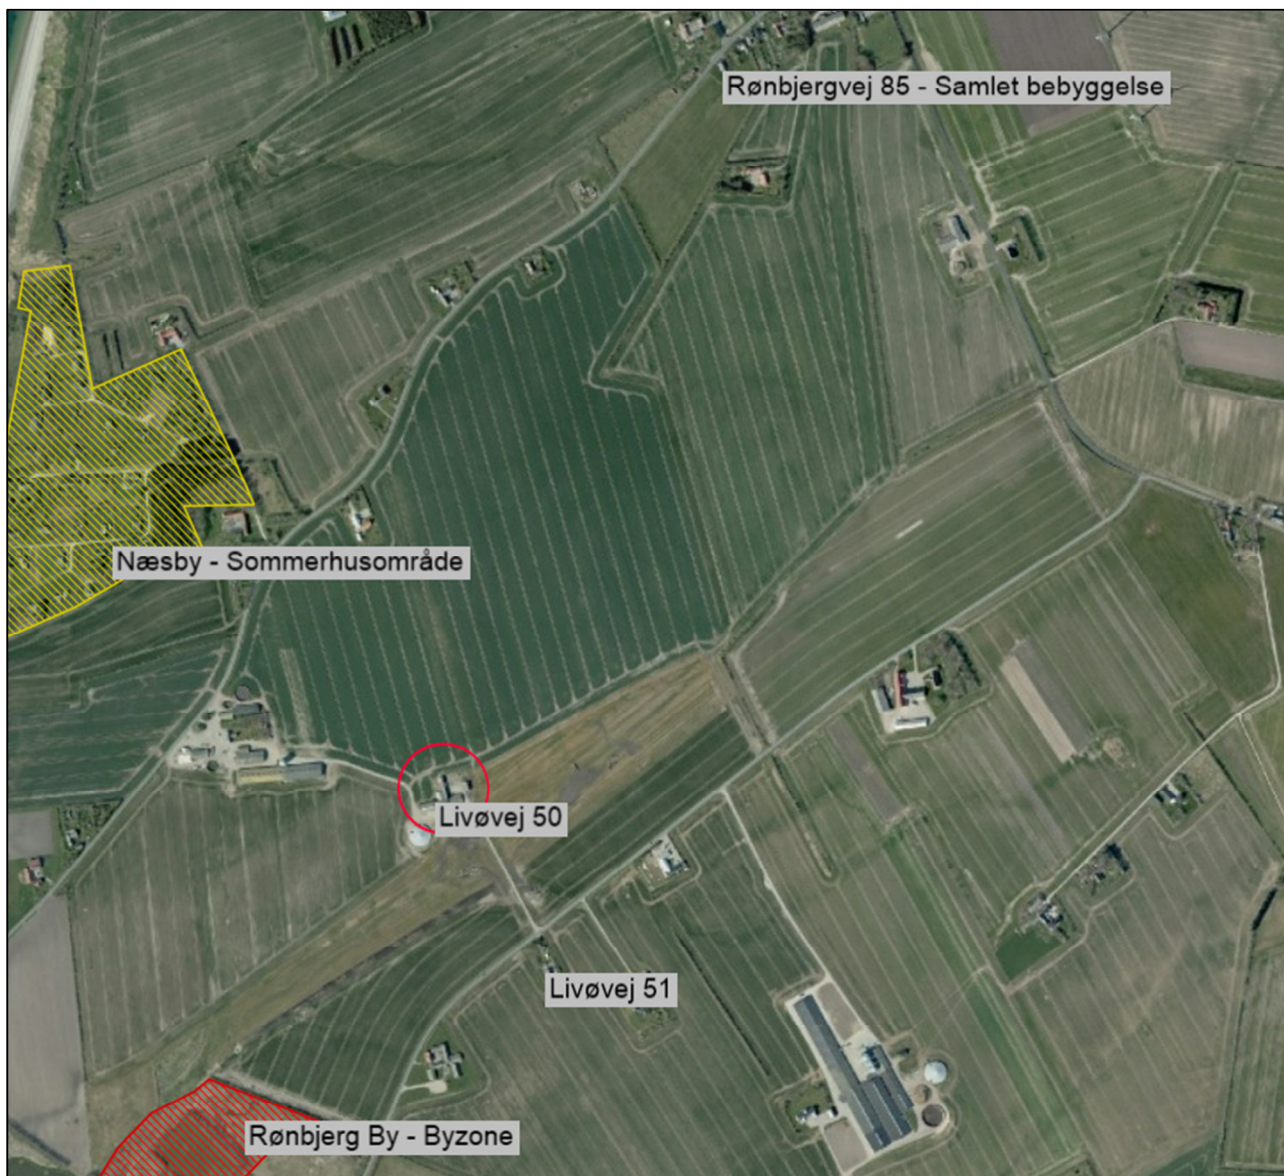 Rønbjergvej 85 - Samlet bebyggelse
Næsby - Sommerhusområde
Livøvej 50
Livøvej 51
Rønbjerg By - Byzone